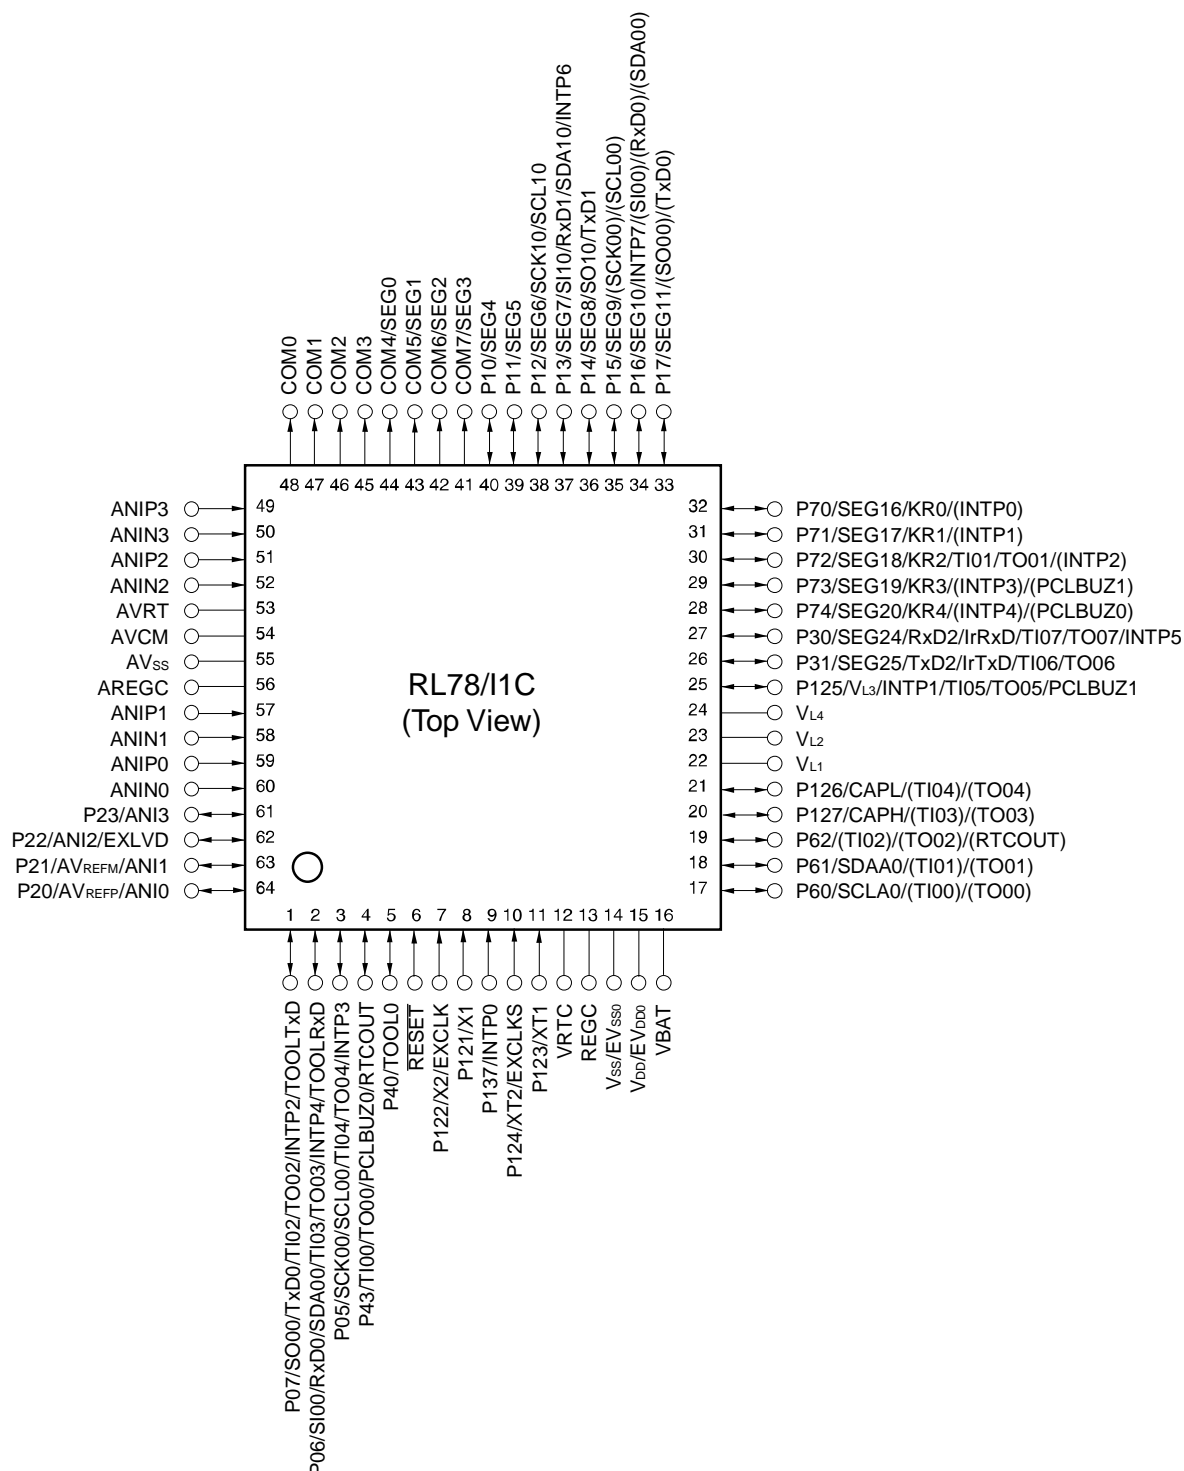 COM0
COM1
COM2
COM3
COM4/SEG0
COM5/SEG1
COM6/SEG2
COM7/SEG3
P10/SEG4
P11/SEG5
P12/SEG6/SCK10/SCL10
P13/SEG7/SI10/RxD1/SDA10/INTP6
P14/SEG8/SO10/TxD1
P15/SEG9/(SCK00)/(SCL00)
P16/SEG10/INTP7/(SI00)/(RxD0)/(SDA00)
P17/SEG11/(SO00)/(TxD0)
48 47 46 45 44 43 42 41 40 39 38 37 36 35 34 33
ANIP3 49
ANIN3 50
ANIP2 51
ANIN2 52
AVRT 53
AVCM 54
AVSS 55
AREGC 56
ANIP1 57
ANIN1 58
ANIP0 59
ANIN0 60
P23/ANI3 61
P22/ANI2/EXLVD 62
P21/AVREFM/ANI1 63
P20/AVREFP/ANI0 64
RL78/I1C
(Top View)
32 P70/SEG16/KR0/(INTP0)
31 P71/SEG17/KR1/(INTP1)
30 P72/SEG18/KR2/TI01/TO01/(INTP2)
29 P73/SEG19/KR3/(INTP3)/(PCLBUZ1)
28 P74/SEG20/KR4/(INTP4)/(PCLBUZ0)
27 P30/SEG24/RxD2/IrRxD/TI07/TO07/INTP5
26 P31/SEG25/TxD2/IrTxD/TI06/TO06
25 P125/VL3/INTP1/TI05/TO05/PCLBUZ1
24 VL4
23 VL2
22 VL1
21 P126/CAPL/(TI04)/(TO04)
20 P127/CAPH/(TI03)/(TO03)
19 P62/(TI02)/(TO02)/(RTCOUT)
18 P61/SDAA0/(TI01)/(TO01)
17 P60/SCLA0/(TI00)/(TO00)
1 2 3 4 5 6 7 8 9 10 11 12 13 14 15 16
P07/SO00/TxD0/TI02/TO02/INTP2/TOOLTxD
P06/SI00/RxD0/SDA00/TI03/TO03/INTP4/TOOLRxD
P05/SCK00/SCL00/TI04/TO04/INTP3
P43/TI00/TO00/PCLBUZ0/RTCOUT
P40/TOOL0
RESET
P122/X2/EXCLK
P121/X1
P137/INTP0
P124/XT2/EXCLKS
P123/XT1
VRTC
REGC
VSS/EVSS0
VDD/EVDD0
VBAT